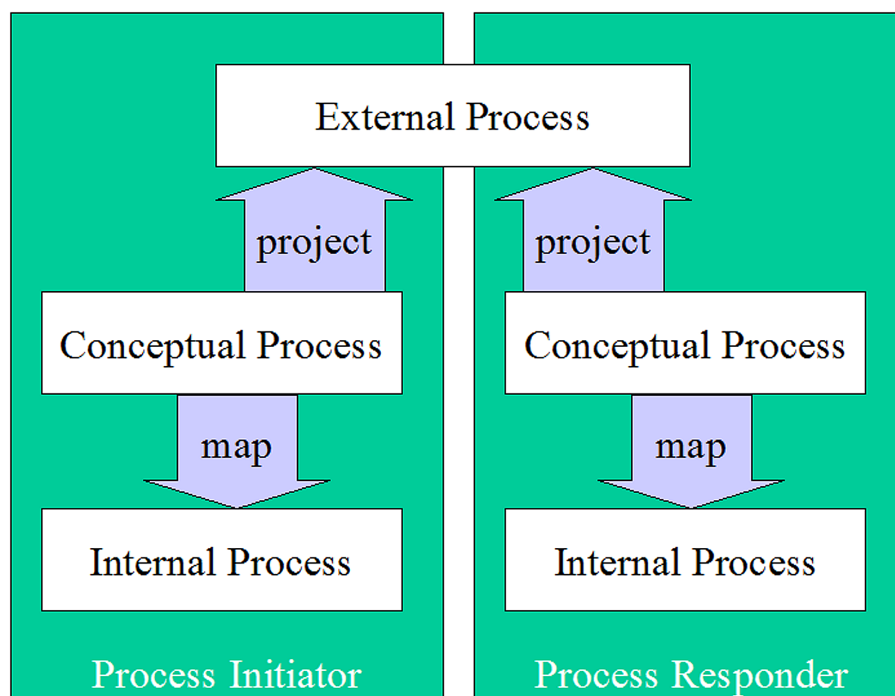 External Process
project
project
Conceptual Process
Conceptual Process
map
map
Internal Process
Internal Process
Process Initiator
Process Responder